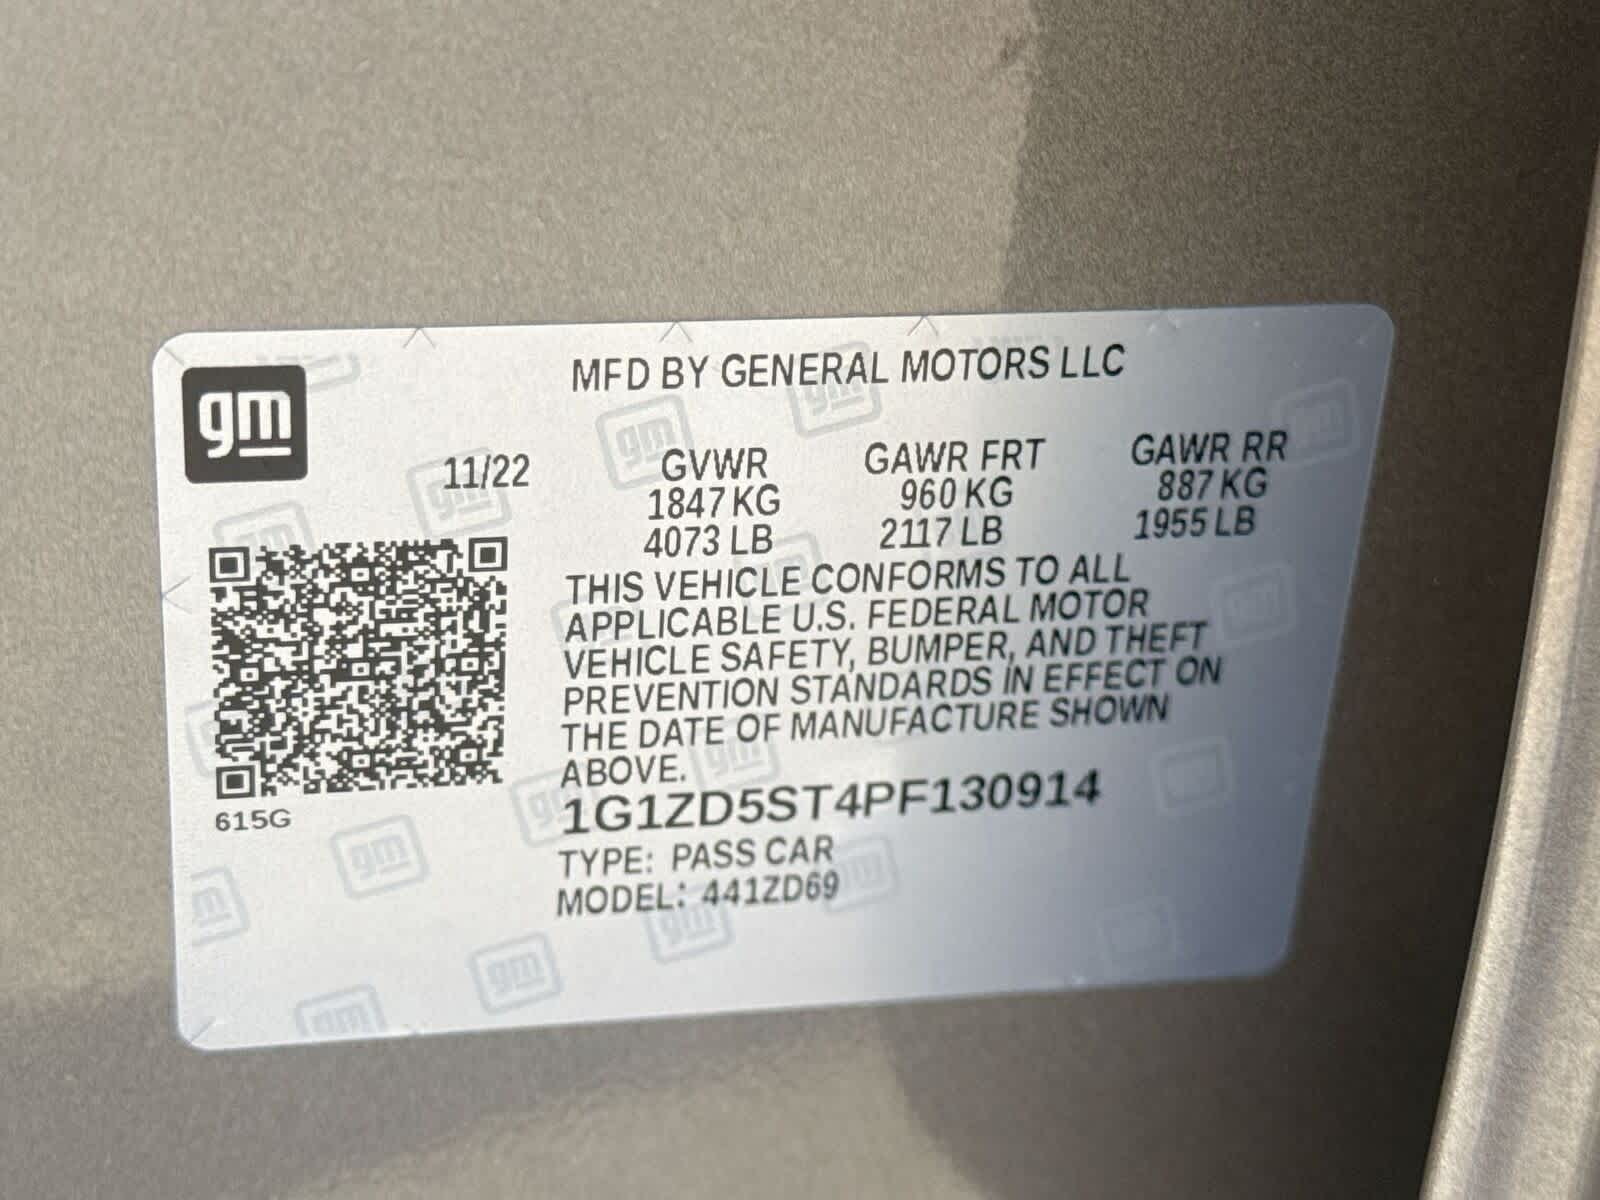 gm
MFD BY GENERAL MOTORS LLC
11/22
GVWR GAWR FRT GAWR RR
1847 KG 960 KG 887 KG
4073 LB 2117 LB 1955 LB
THIS VEHICLE CONFORMS TO ALL
APPLICABLE U.S. FEDERAL MOTOR
VEHICLE SAFETY, BUMPER, AND THEFT
PREVENTION STANDARDS IN EFFECT ON
THE DATE OF MANUFACTURE SHOWN
ABOVE.
615G
1G1ZD5ST4PF130914
TYPE: PASS CAR
MODEL: 441ZD69